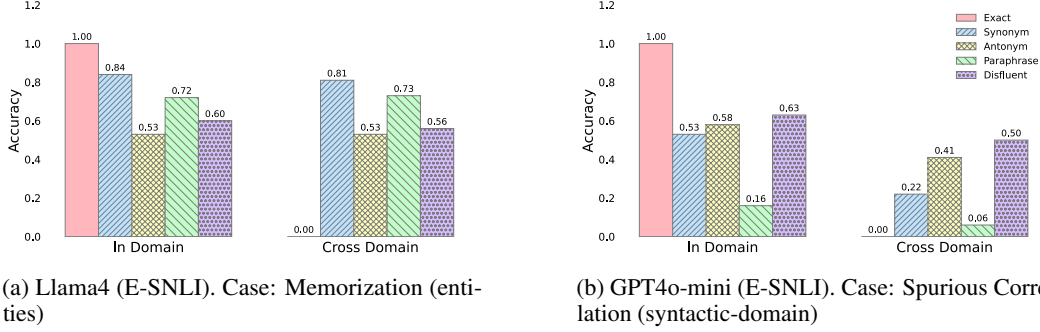 1.2
1.0
0.8
0.6
0.4
0.2
0.0
Accuracy
1.00
0.84
0.53
0.72
0.60
0.00
0.81
0.53
0.73
0.56
In Domain
Cross Domain
(a) Llama4 (E-SNLI). Case: Memorization (enti-
ties)
1.2
1.0
0.8
0.6
0.4
0.2
0.0
Accuracy
1.00
0.53
0.58
0.16
0.63
0.00
0.22
0.41
0.06
0.50
In Domain
Cross Domain
Exact
Synonym
Antonym
Paraphrase
Disfluent
(b) GPT4o-mini (E-SNLI). Case: Spurious Corre
lation (syntactic-domain)